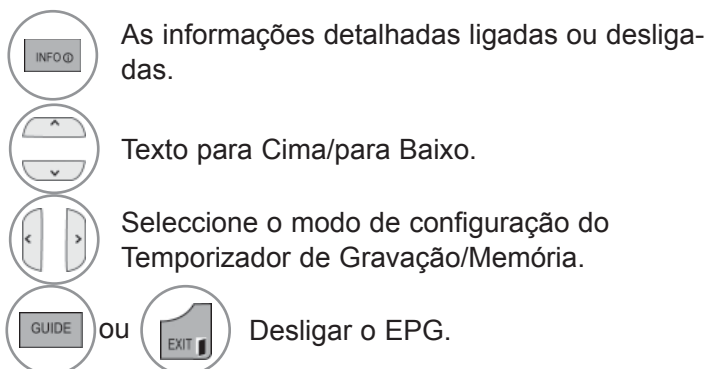 INFO ⓘ
As informações detalhadas ligadas ou desliga-
das.
Texto para Cima/para Baixo.
Seleccione o modo de configuração do
Temporizador de Gravação/Memória.
GUIDE ou EXIT Desligar o EPG.